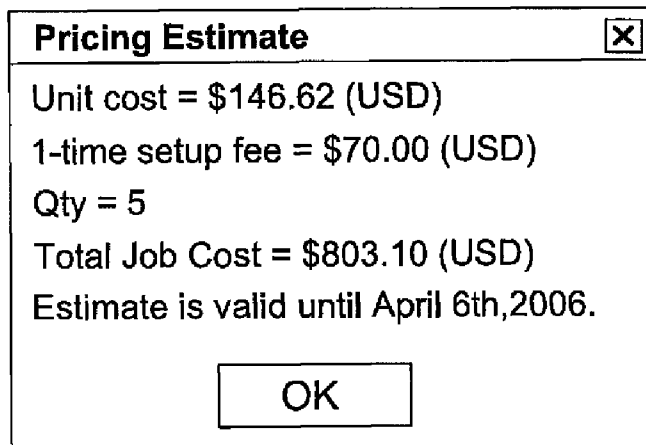 Pricing Estimate
Unit cost = $146.62 (USD)
1-time setup fee = $70.00 (USD)
Qty = 5
Total Job Cost = $803.10 (USD)
Estimate is valid until April 6th,2006.
OK